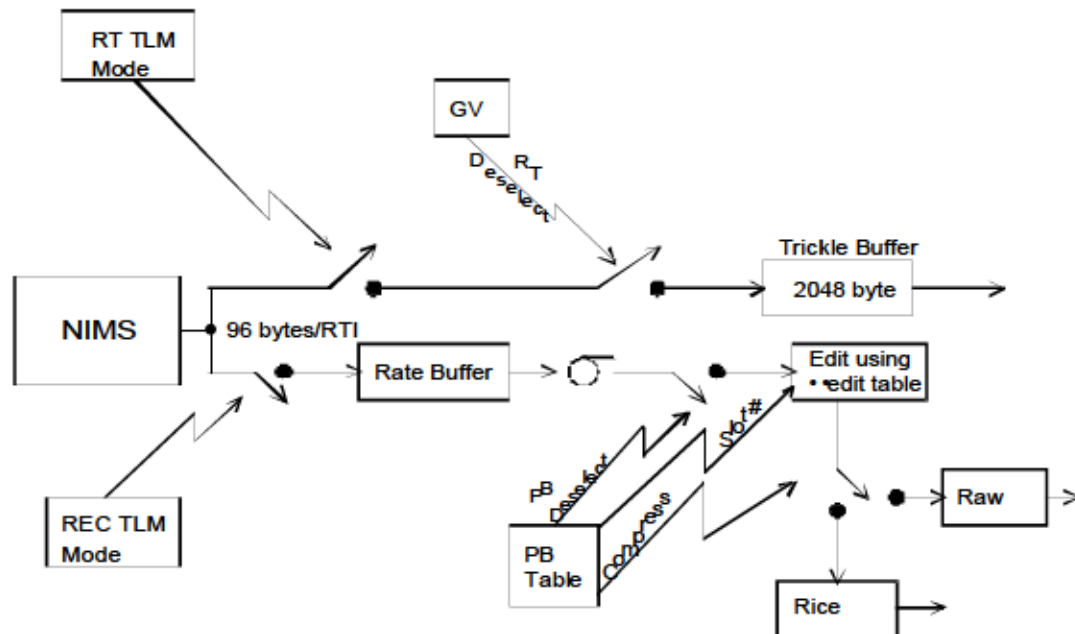 RT TLM
Mode
GV
RT
Deselect
Trickle Buffer
2048 byte
NIMS
96 bytes/RTI
Rate Buffer
Edit using
••edit table
Slot#
PB
Deselect
Compress
REC TLM
Mode
PB
Table
Raw
Rice